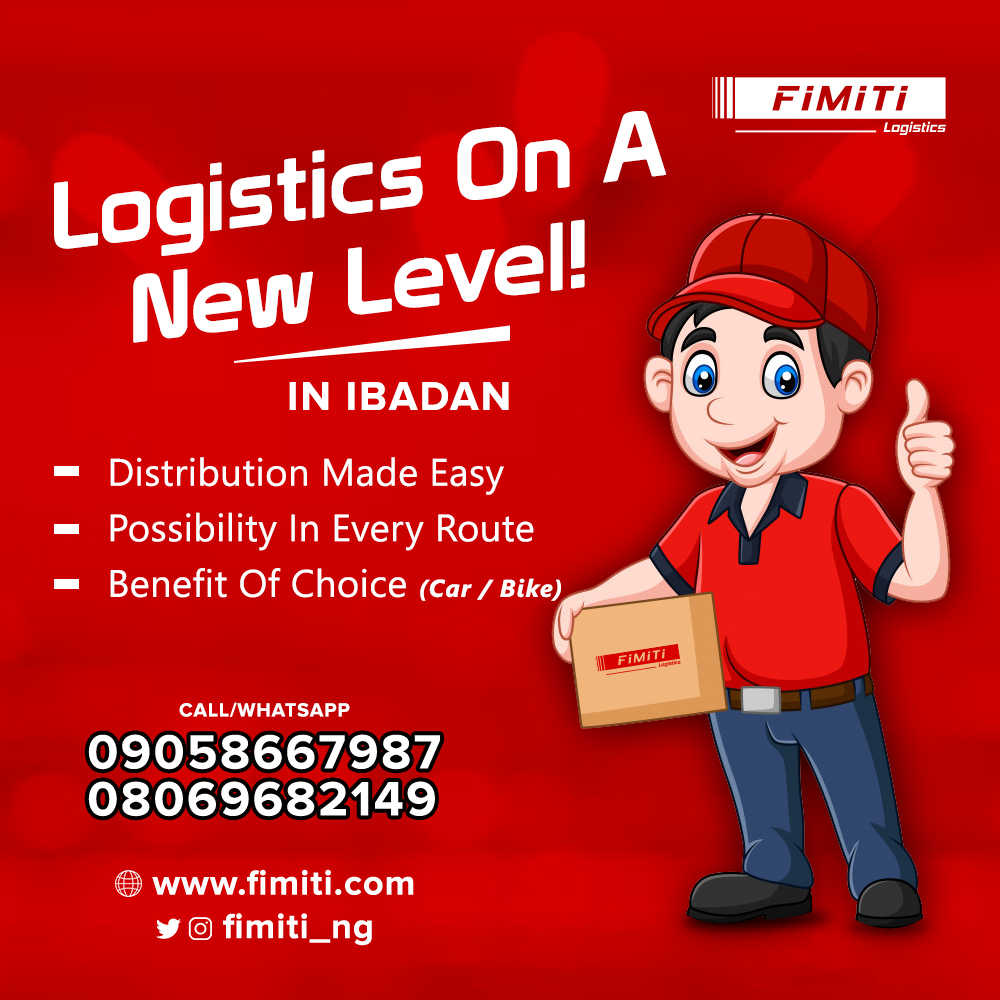 FiMiTi
Logistics
Logistics On A
New Level!
IN IBADAN
- Distribution Made Easy
- Possibility In Every Route
- Benefit Of Choice (Car / Bike)
FiMiTi
Logistics
CALL/WHATSAPP
09058667987
08069682149
www.fimiti.com
fimiti_ng